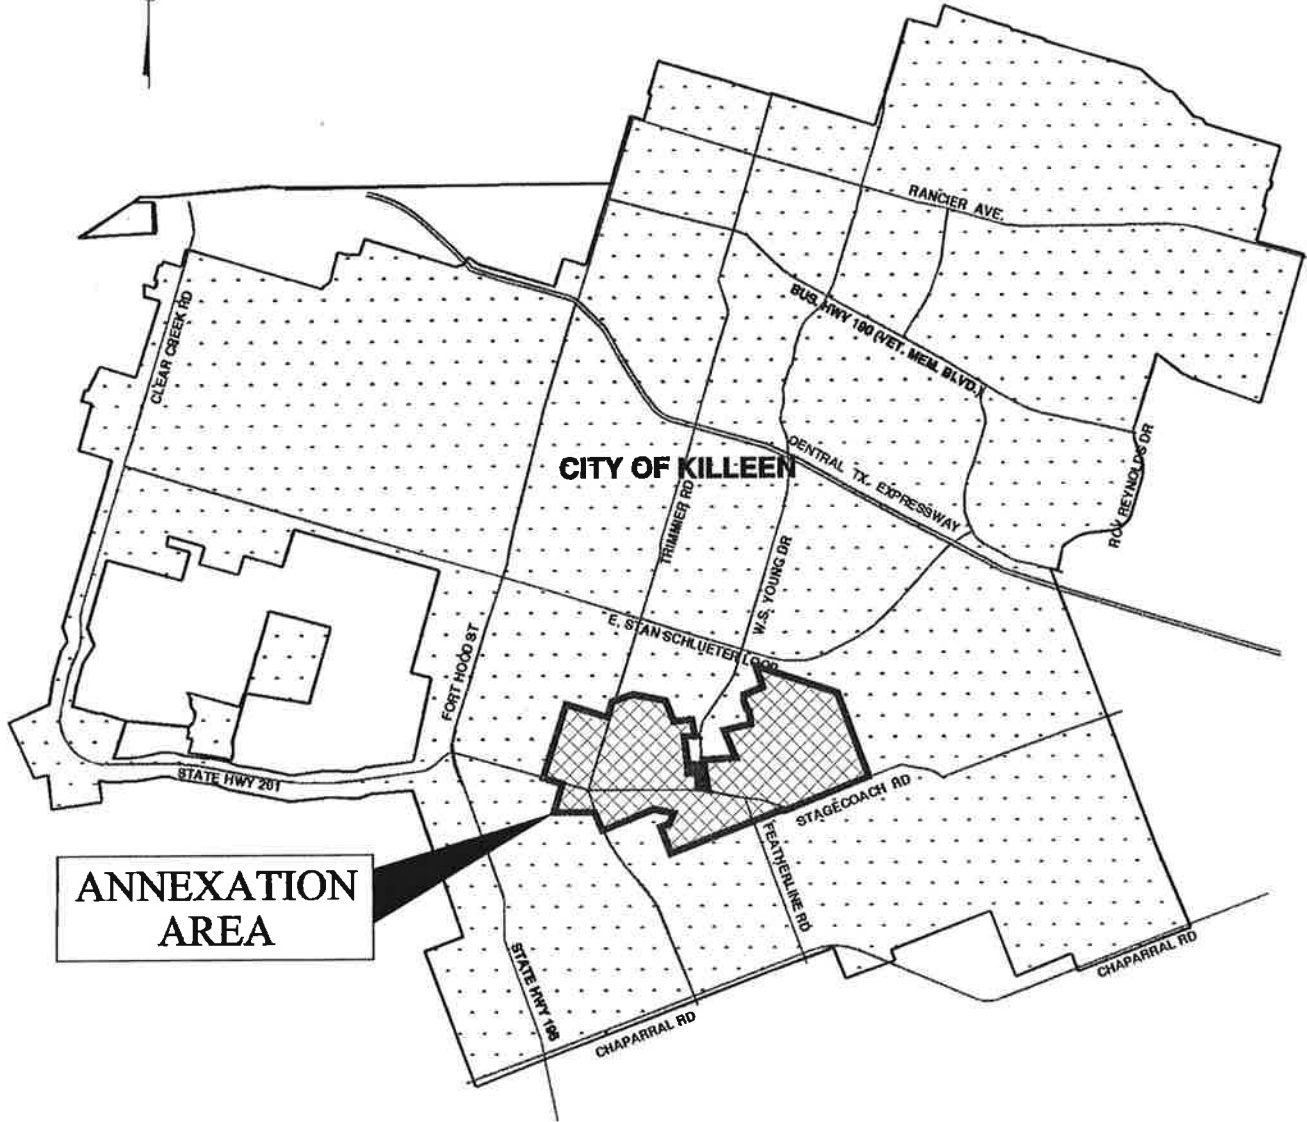 RANCIER AVE.
CLEAR CREEK RD
BUS. HWY 190 (VET. MEM. BLVD.)
CITY OF KILLEEN
CENTRAL TX. EXPRESSWAY
ROY REYNOLDS DR
TRIMMIER RD
W.S. YOUNG DR
E. STAN SCHLUETER LOOP
FORT HOOD ST
STATE HWY 201
STAGECOACH RD
FEATHERLINE RD
ANNEXATION
AREA
STATE HWY 195
CHAPARRAL RD
CHAPARRAL RD